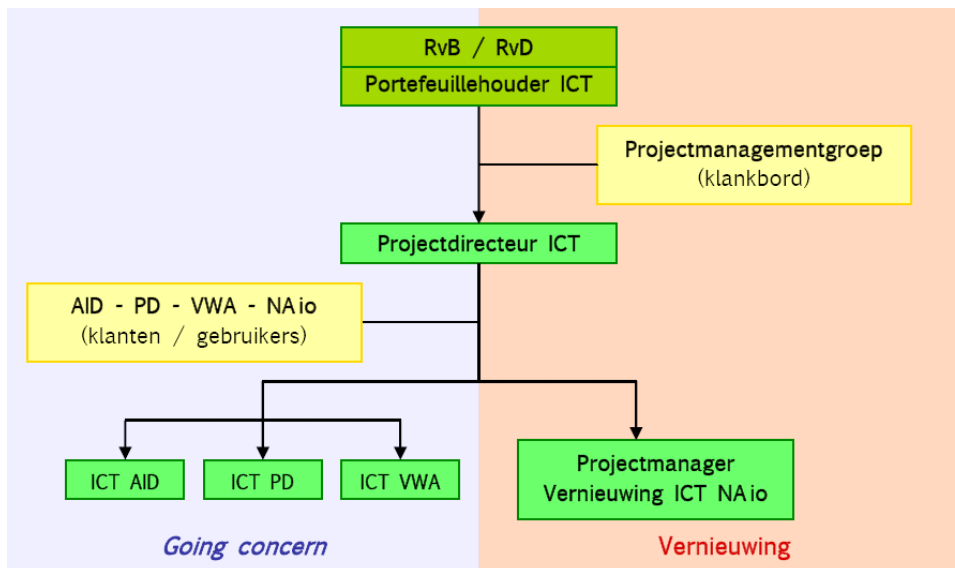 RvB / RvD
Portefeuillehouder ICT
Projectmanagementgroep
(klankbord)
Projectdirecteur ICT
AID - PD - VWA - NAio
(klanten / gebruikers)
ICT AID
ICT PD
ICT VWA
Projectmanager
Vernieuwing ICT NAio
Going concern
Vernieuwing